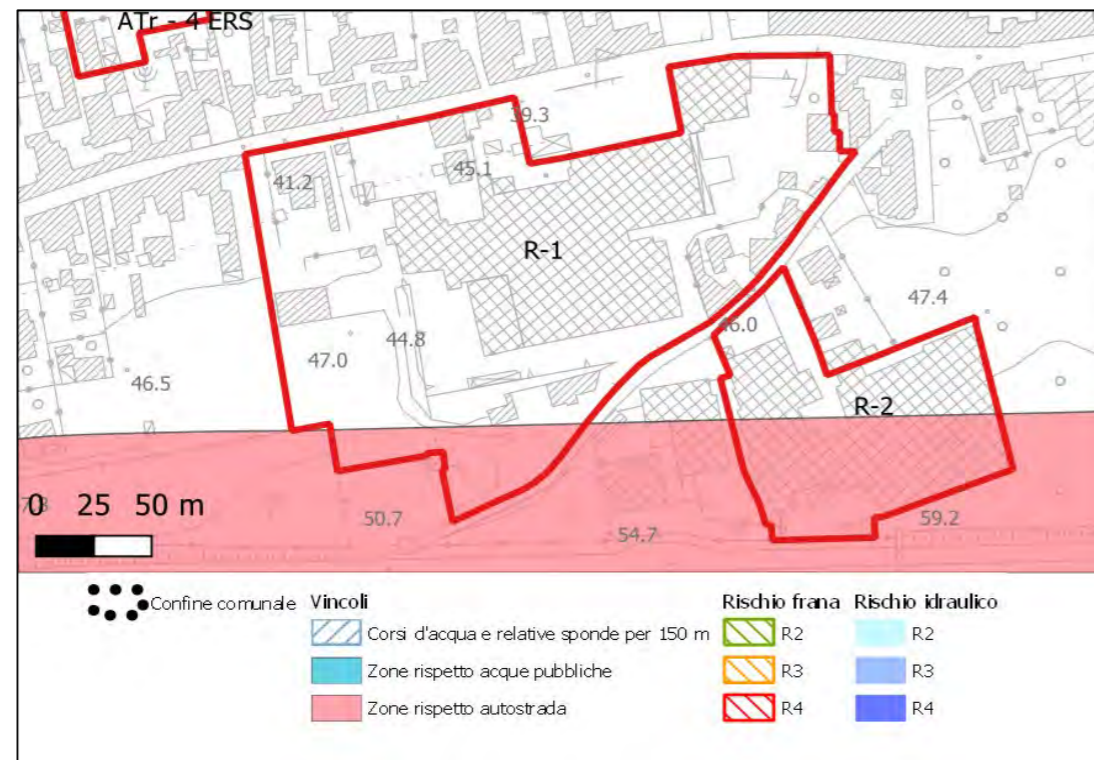 ATr - 4 ERS
39.3
45.1
41.2
R-1
47.4
46.0
44.8
47.0
46.5
R-2
0 25 50 m
50.7
54.7
59.2
Confine comunale
Vincoli
Corsi d'acqua e relative sponde per 150 m
Zone rispetto acque pubbliche
Zone rispetto autostrada
Rischio frana
R2
R3
R4
Rischio idraulico
R2
R3
R4